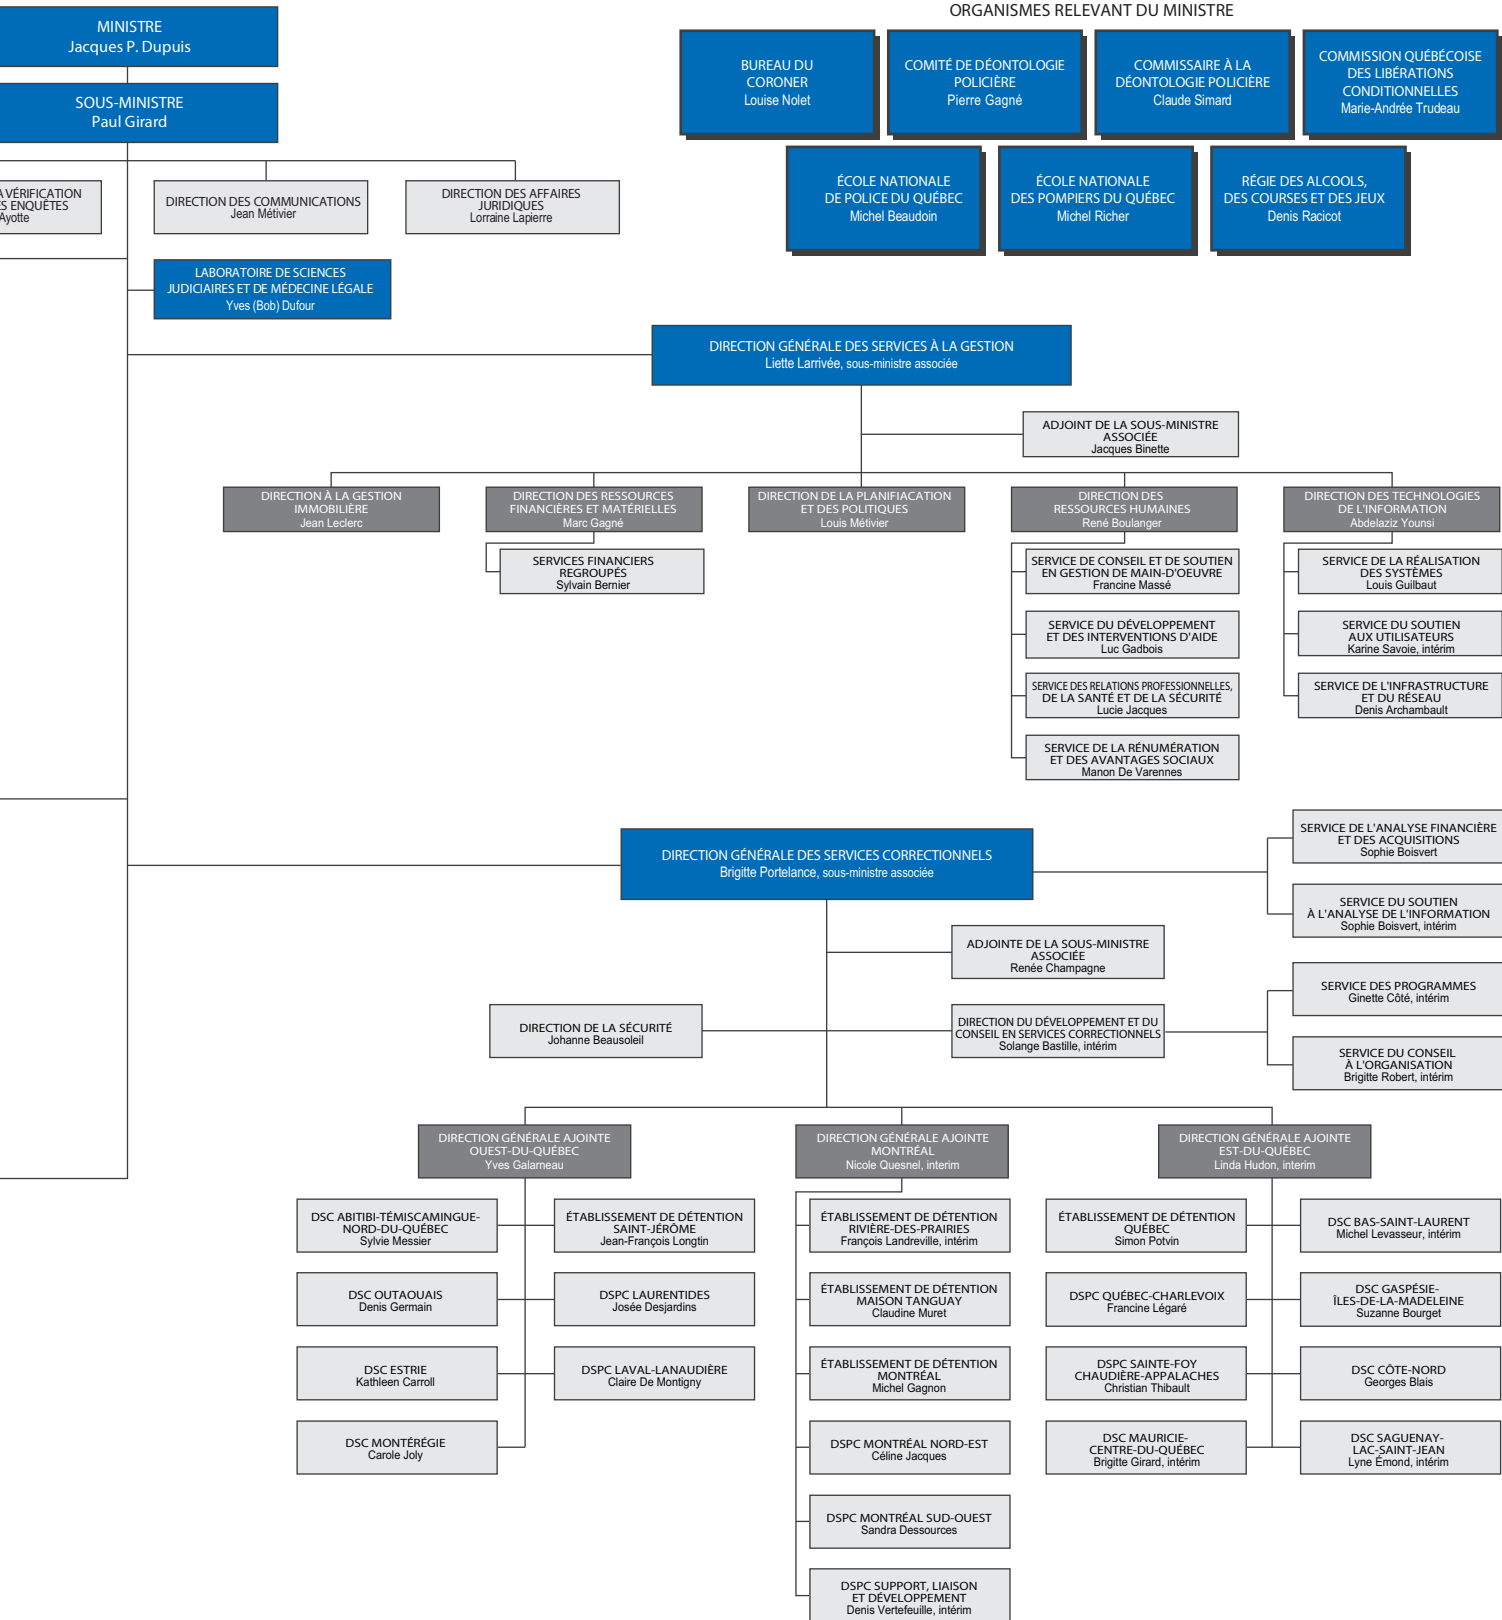 ORGANISMES RELEVANT DU MINISTRE
MINISTRE
Jacques P. Dupuis
SOUS-MINISTRE
Paul Girard
BUREAU DU
CORONER
Louise Nolet
COMITÉ DE DÉONTOLOGIE
POLICIÈRE
Pierre Gagné
COMMISSAIRE À LA
DÉONTOLOGIE POLICIÈRE
Claude Simard
COMMISSION QUÉBÉCOISE
DES LIBÉRATIONS
CONDITIONNELLES
Marie-Andrée Trudeau
ÉCOLE NATIONALE
DE POLICE DU QUÉBEC
Michel Beaudoin
ÉCOLE NATIONALE
DES POMPIERS DU QUÉBEC
Michel Richer
RÉGIE DES ALCOOLS,
DES COURSES ET DES JEUX
Denis Racicot
A VÉRIFICATION
ES ENQUÊTES
Ayotte
DIRECTION DES COMMUNICATIONS
Jean Métivier
DIRECTION DES AFFAIRES
JURIDIQUES
Lorraine Lapierre
LABORATOIRE DE SCIENCES
JUDICIAIRES ET DE MÉDECINE LÉGALE
Yves (Bob) Dufour
DIRECTION GÉNÉRALE DES SERVICES À LA GESTION
Liette Larrivée, sous-ministre associée
ADJOINT DE LA SOUS-MINISTRE
ASSOCIÉE
Jacques Binette
DIRECTION À LA GESTION
IMMOBILIÈRE
Jean Leclerc
DIRECTION DES RESSOURCES
FINANCIÈRES ET MATÉRIELLES
Marc Gagné
DIRECTION DE LA PLANIFIACATION
ET DES POLITIQUES
Louis Métivier
DIRECTION DES
RESSOURCES HUMAINES
René Boulanger
DIRECTION DES TECHNOLOGIES
DE L'INFORMATION
Abdelaziz Younsi
SERVICES FINANCIERS
REGROUPÉS
Sylvain Bernier
SERVICE DE CONSEIL ET DE SOUTIEN
EN GESTION DE MAIN-D'OEUVRE
Francine Massé
SERVICE DU DÉVELOPPEMENT
ET DES INTERVENTIONS D'AIDE
Luc Gadbois
SERVICE DES RELATIONS PROFESSIONNELLES,
DE LA SANTÉ ET DE LA SÉCURITÉ
Lucie Jacques
SERVICE DE LA RÉNUMÉRATION
ET DES AVANTAGES SOCIAUX
Manon De Varennes
SERVICE DE LA RÉALISATION
DES SYSTÈMES
Louis Guilbaut
SERVICE DU SOUTIEN
AUX UTILISATEURS
Karine Savoie, intérim
SERVICE DE L'INFRASTRUCTURE
ET DU RÉSEAU
Denis Archambault
DIRECTION GÉNÉRALE DES SERVICES CORRECTIONNELS
Brigitte Portelance, sous-ministre associée
SERVICE DE L'ANALYSE FINANCIÈRE
ET DES ACQUISITIONS
Sophie Boisvert
SERVICE DU SOUTIEN
À L'ANALYSE DE L'INFORMATION
Sophie Boisvert, intérim
ADJOINTE DE LA SOUS-MINISTRE
ASSOCIÉE
Renée Champagne
DIRECTION DE LA SÉCURITÉ
Johanne Beausoleil
DIRECTION DU DÉVELOPPEMENT ET DU
CONSEIL EN SERVICES CORRECTIONNELS
Solange Bastille, intérim
SERVICE DES PROGRAMMES
Ginette Côté, intérim
SERVICE DU CONSEIL
À L'ORGANISATION
Brigitte Robert, intérim
DIRECTION GÉNÉRALE AJOINTE
OUEST-DU-QUÉBEC
Yves Galarneau
DIRECTION GÉNÉRALE AJOINTE
MONTRÉAL
Nicole Quesnel, interim
DIRECTION GÉNÉRALE AJOINTE
EST-DU-QUÉBEC
Linda Hudon, interim
DSC ABITIBI-TÉMISCAMINGUE-
NORD-DU-QUÉBEC
Sylvie Messier
ÉTABLISSEMENT DE DÉTENTION
SAINT-JÉRÔME
Jean-François Longtin
DSC OUTAOUAIS
Denis Germain
DSPC LAURENTIDES
Josée Desjardins
DSC ESTRIE
Kathleen Carroll
DSPC LAVAL-LANAUDIÈRE
Claire De Montigny
DSC MONTÉRÉGIE
Carole Joly
ÉTABLISSEMENT DE DÉTENTION
RIVIÈRE-DES-PRAIRIES
François Landreville, intérim
ÉTABLISSEMENT DE DÉTENTION
MAISON TANGUAY
Claudine Muret
ÉTABLISSEMENT DE DÉTENTION
MONTRÉAL
Michel Gagnon
DSPC MONTRÉAL NORD-EST
Céline Jacques
DSPC MONTRÉAL SUD-OUEST
Sandra Dessources
DSPC SUPPORT, LIAISON
ET DÉVELOPPEMENT
Denis Vertefeuille, intérim
ÉTABLISSEMENT DE DÉTENTION
QUÉBEC
Simon Potvin
DSC BAS-SAINT-LAURENT
Michel Levasseur, intérim
DSPC QUÉBEC-CHARLEVOIX
Francine Légaré
DSC GASPÉSIE-
ÎLES-DE-LA-MADELEINE
Suzanne Bourget
DSPC SAINTE-FOY
CHAUDIÈRE-APPALACHES
Christian Thibault
DSC CÔTE-NORD
Georges Blais
DSC MAURICIE-
CENTRE-DU-QUÉBEC
Brigitte Girard, intérim
DSC SAGUENAY-
LAC-SAINT-JEAN
Lyne Émond, intérim